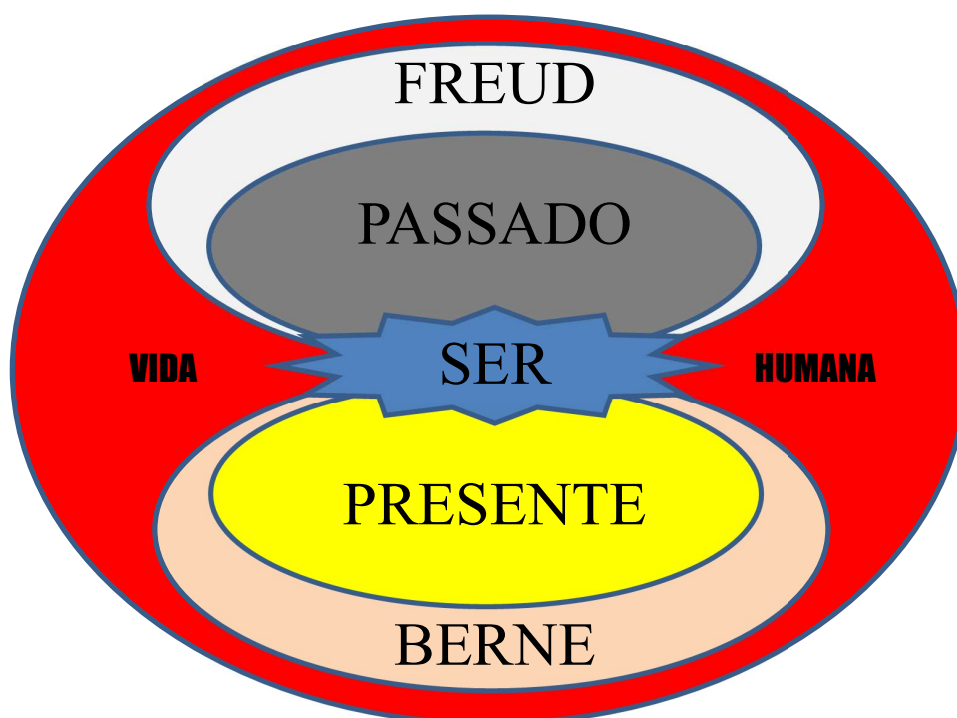 FREUD
PASSADO
SER
VIDA
HUMANA
PRESENTE
BERNE